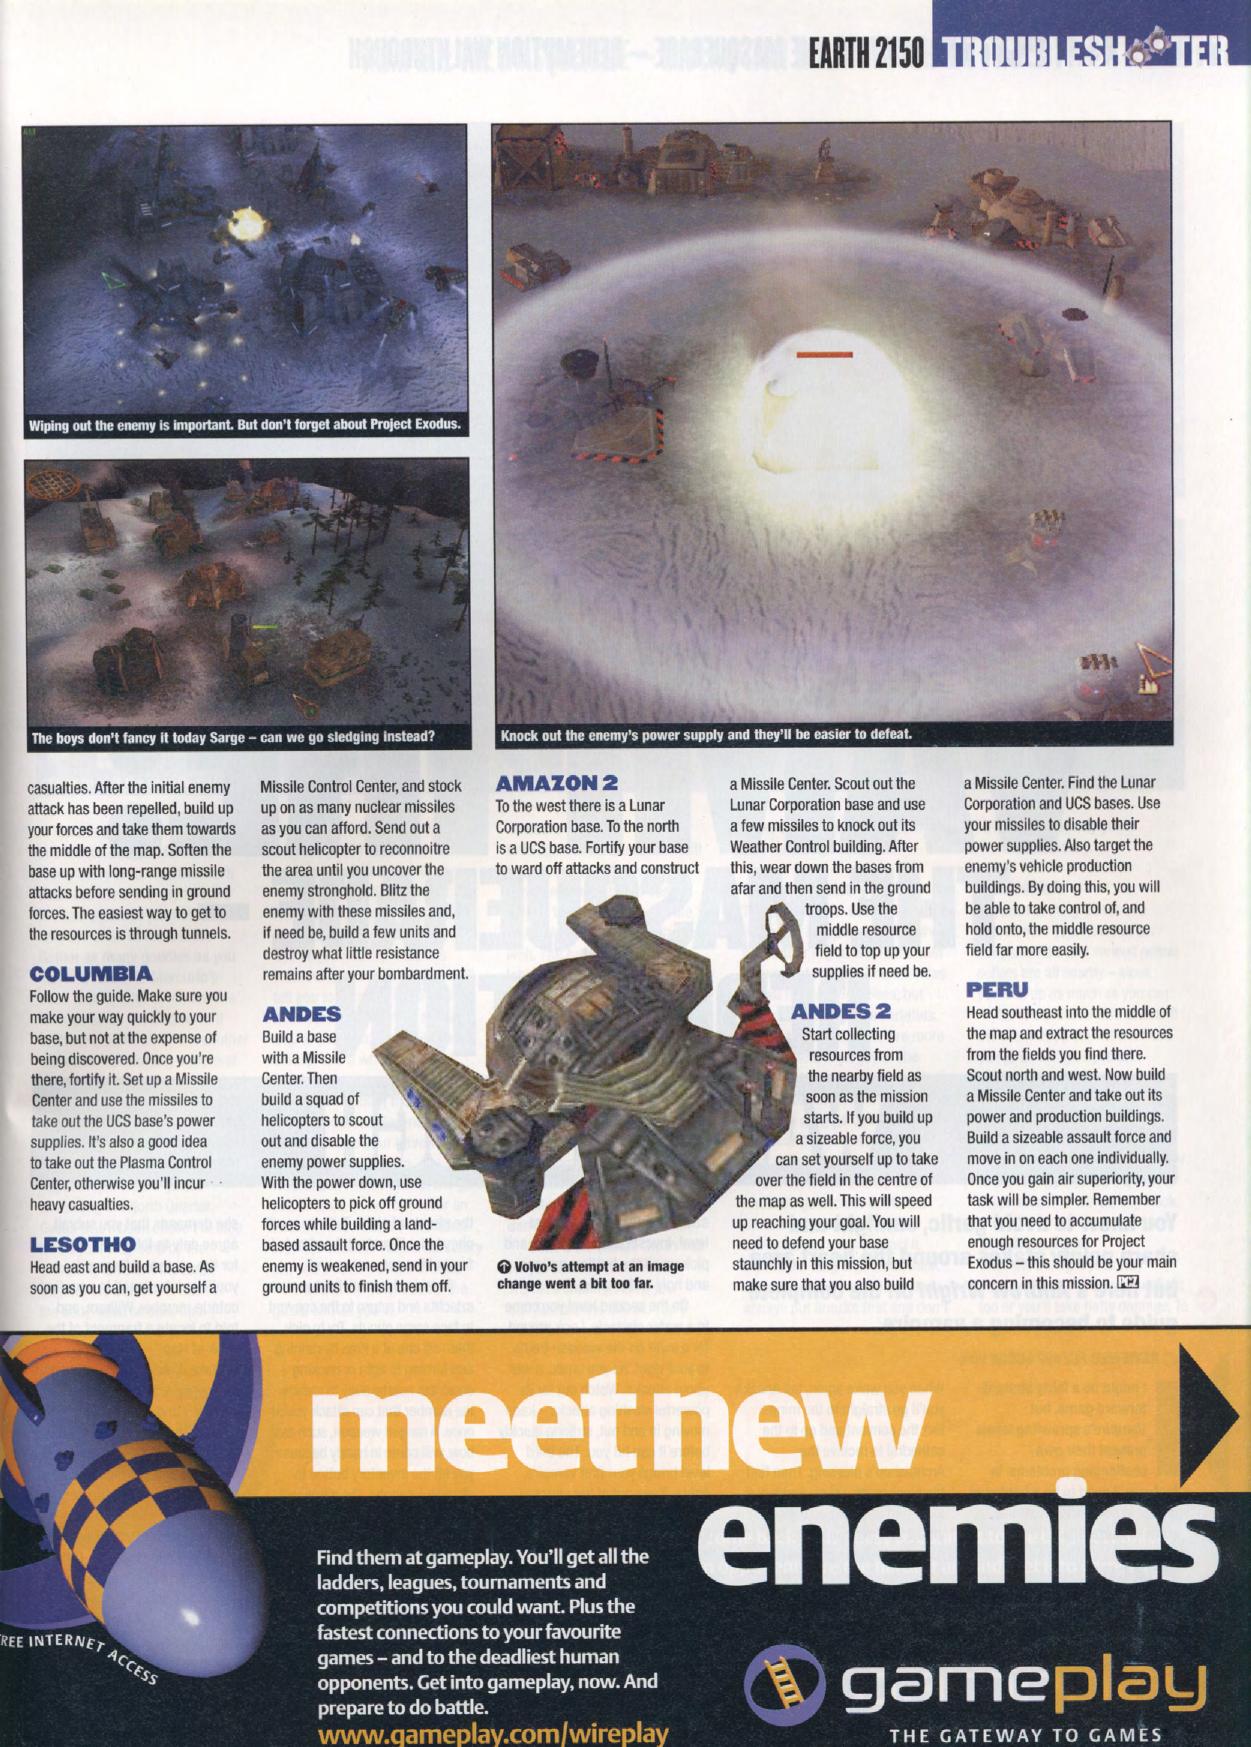 EARTH 2150 TROUBLESHOOTER
Wiping out the enemy is important. But don't forget about Project Exodus.
The boys don't fancy it today Sarge – can we go sledging instead?
Knock out the enemy's power supply and they'll be easier to defeat.
casualties. After the initial enemy
attack has been repelled, build up
your forces and take them towards
the middle of the map. Soften the
base up with long-range missile
attacks before sending in ground
forces. The easiest way to get to
the resources is through tunnels.
COLUMBIA
Follow the guide. Make sure you
make your way quickly to your
base, but not at the expense of
being discovered. Once you're
there, fortify it. Set up a Missile
Center and use the missiles to
take out the UCS base's power
supplies. It's also a good idea
to take out the Plasma Control
Center, otherwise you'll incur
heavy casualties.
LESOTHO
Head east and build a base. As
soon as you can, get yourself a
Missile Control Center, and stock
up on as many nuclear missiles
as you can afford. Send out a
scout helicopter to reconnoitre
the area until you uncover the
enemy stronghold. Blitz the
enemy with these missiles and,
if need be, build a few units and
destroy what little resistance
remains after your bombardment.
ANDES
Build a base
with a Missile
Center. Then
build a squad of
helicopters to scout
out and disable the
enemy power supplies.
With the power down, use
helicopters to pick off ground
forces while building a land-
based assault force. Once the
enemy is weakened, send in your
ground units to finish them off.
AMAZON 2
To the west there is a Lunar
Corporation base. To the north
is a UCS base. Fortify your base
to ward off attacks and construct
Volvo's attempt at an image
change went a bit too far.
a Missile Center. Scout out the
Lunar Corporation base and use
a few missiles to knock out its
Weather Control building. After
this, wear down the bases from
afar and then send in the ground
troops. Use the
middle resource
field to top up your
supplies if need be.
ANDES 2
Start collecting
resources from
the nearby field as
soon as the mission
starts. If you build up
a sizeable force, you
can set yourself up to take
over the field in the centre of
the map as well. This will speed
up reaching your goal. You will
need to defend your base
staunchly in this mission, but
make sure that you also build
a Missile Center. Find the Lunar
Corporation and UCS bases. Use
your missiles to disable their
power supplies. Also target the
enemy's vehicle production
buildings. By doing this, you will
be able to take control of, and
hold onto, the middle resource
field far more easily.
PERU
Head southeast into the middle of
the map and extract the resources
from the fields you find there.
Scout north and west. Now build
a Missile Center and take out its
power and production buildings.
Build a sizeable assault force and
move in on each one individually.
Once you gain air superiority, your
task will be simpler. Remember
that you need to accumulate
enough resources for Project
Exodus – this should be your main
concern in this mission. PCZ
meet new
enemies
Find them at gameplay. You'll get all the
ladders, leagues, tournaments and
competitions you could want. Plus the
fastest connections to your favourite
games – and to the deadliest human
opponents. Get into gameplay, now. And
prepare to do battle.
www.gameplay.com/wireplay
REE INTERNET ACCESS
gameplay
THE GATEWAY TO GAMES